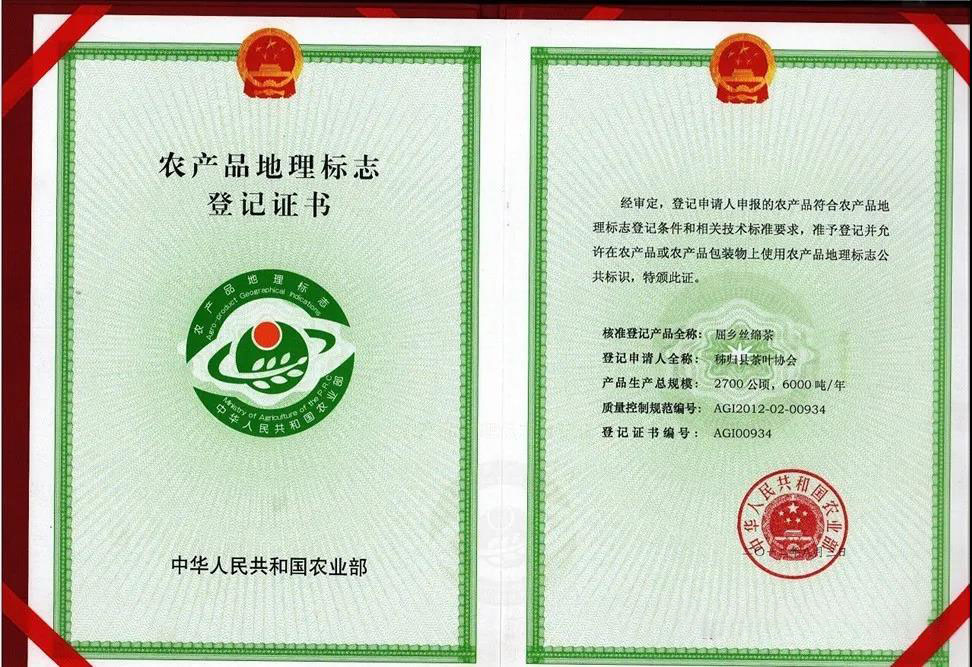 农产品地理标志
登记证书
农产品地理标志
Agro-product Geographical Indications
Ministry of Agriculture of the P.R.C
中华人民共和国农业部
中华人民共和国农业部
经审定，登记申请人申报的农产品符合农产品地
理标志登记条件和相关技术标准要求，准予登记并允
许在农产品或农产品包装物上使用农产品地理标志公
共标识，特颁此证。
核准登记产品全称： 屈乡丝绵茶
登记申请人全称： 秭归县茶叶协会
产品生产总规模： 2700 公顷，6000 吨/年
质量控制规范编号： AGI2012-02-00934
登记证书编号： AGI00934
中华人民共和国农业部